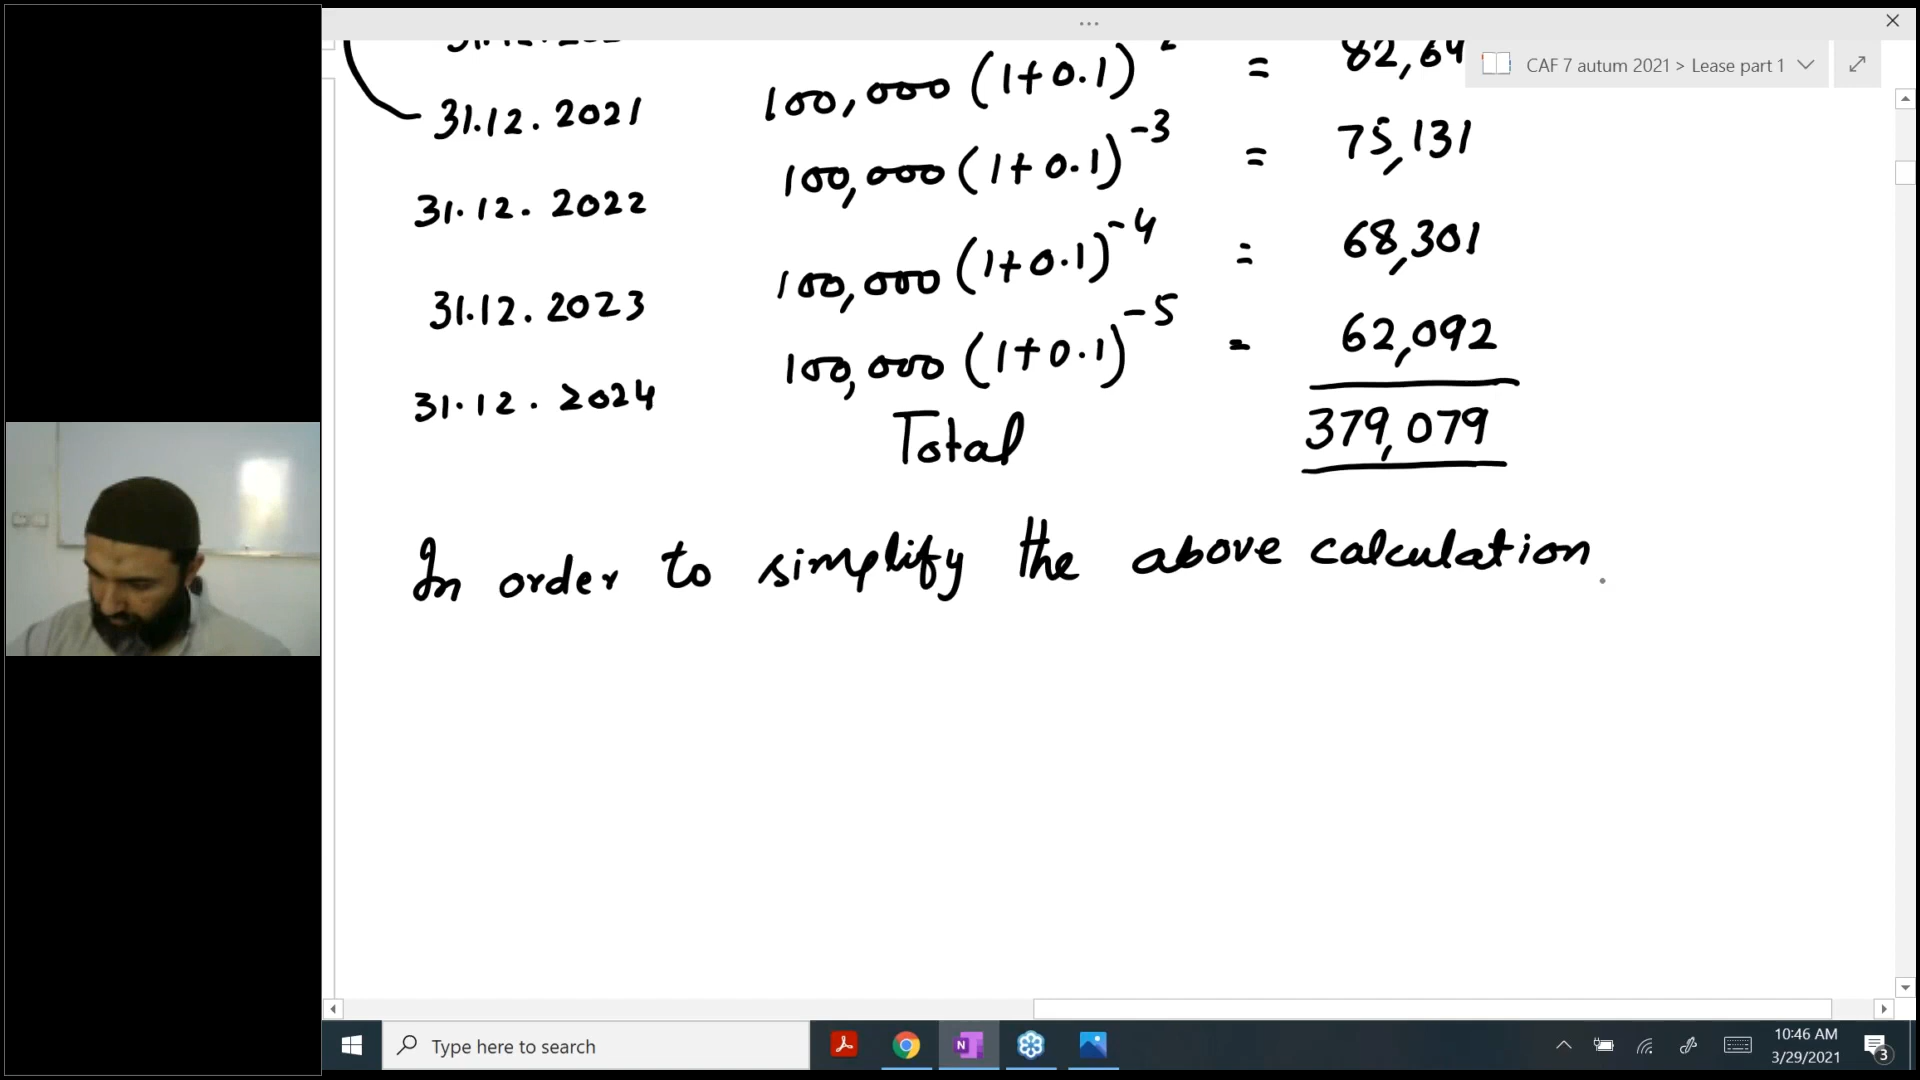 CAF 7 autum 2021 > Lease part 1
100,000 (1+0.1)
= 82,64
31.12.2021 100,000 (1+0.1)⁻³ = 75,131
31.12.2022 100,000 (1+0.1)⁻⁴ = 68,301
31.12.2023 100,000 (1+0.1)⁻⁵ = 62,092
31.12.2024
Total 379,079
In order to simplify the above calculation.
Type here to search
10:46 AM
3/29/2021
3